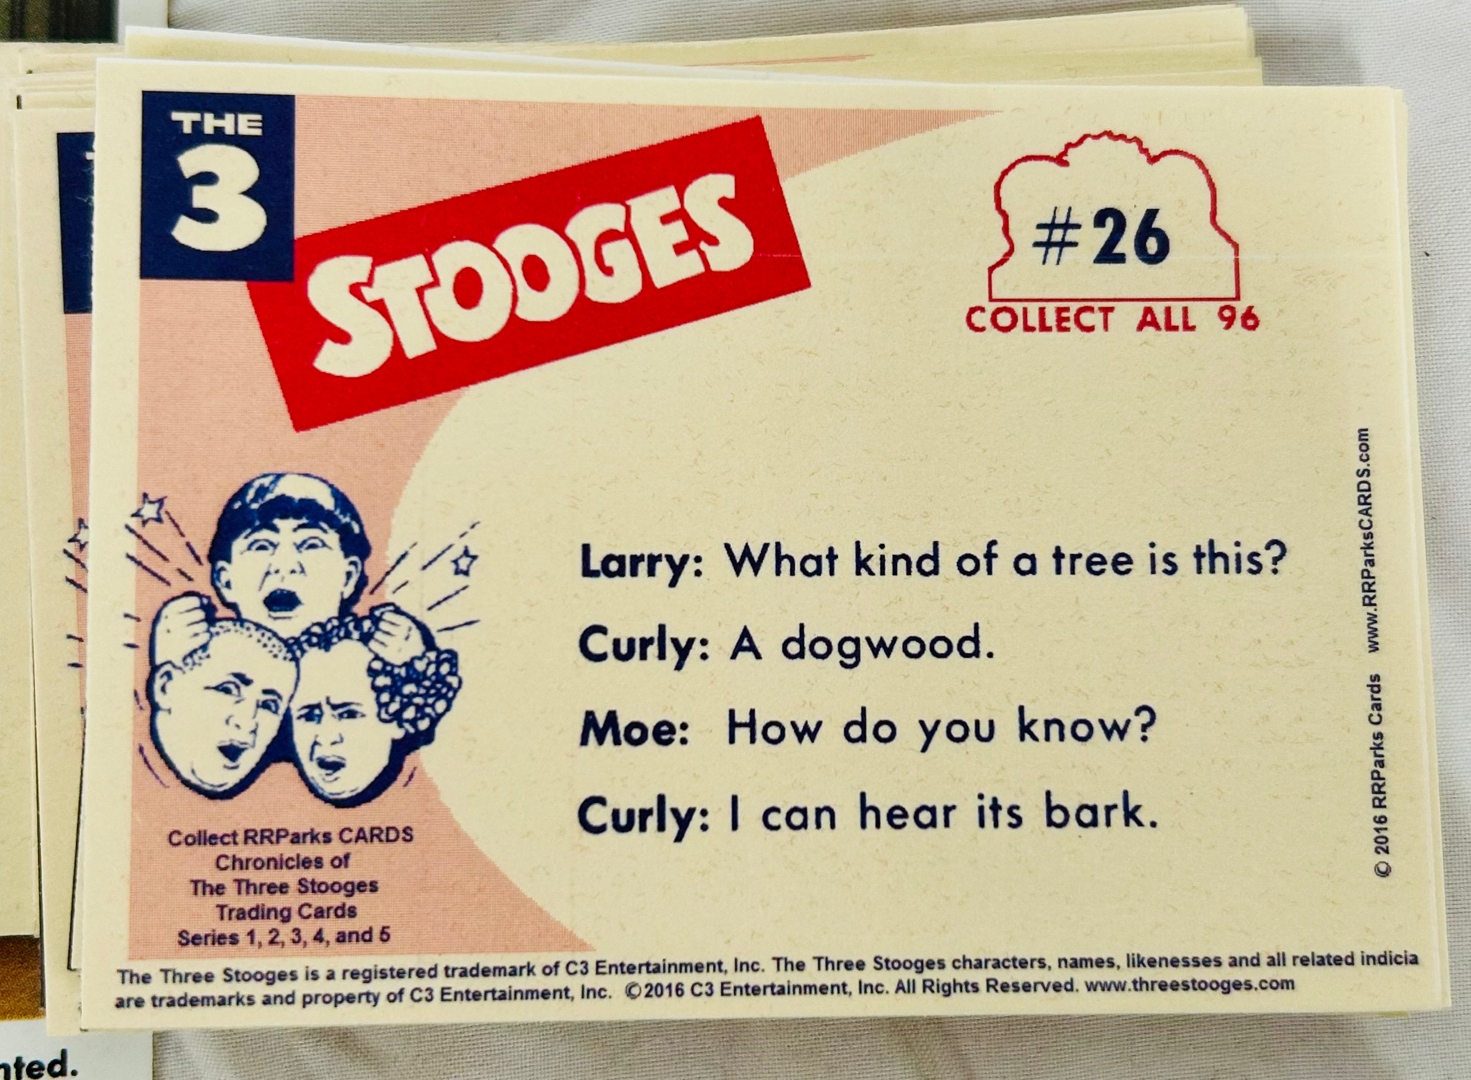 THE
3
STOOGES
#26
COLLECT ALL 96
Larry: What kind of a tree is this?
Curly: A dogwood.
Moe: How do you know?
Curly: I can hear its bark.
Collect RRParks CARDS
Chronicles of
The Three Stooges
Trading Cards
Series 1, 2, 3, 4, and 5
© 2016 RRParks Cards www.RRParksCARDS.com
The Three Stooges is a registered trademark of C3 Entertainment, Inc. The Three Stooges characters, names, likenesses and all related indicia
are trademarks and property of C3 Entertainment, Inc. ©2016 C3 Entertainment, Inc. All Rights Reserved. www.threestooges.com